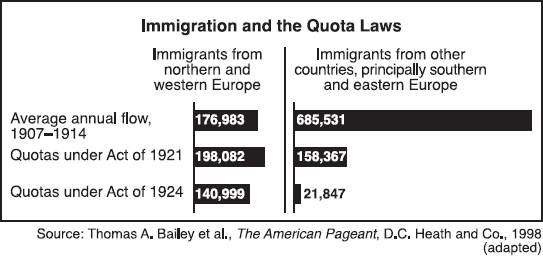 Immigration and the Quota Laws
Immigrants from
northern and
western Europe
Immigrants from other
countries, principally southern
and eastern Europe
Average annual flow,
1907–1914
176,983
685,531
Quotas under Act of 1921
198,082
158,367
Quotas under Act of 1924
140,999
21,847
Source: Thomas A. Bailey et al., The American Pageant, D.C. Heath and Co., 1998
(adapted)